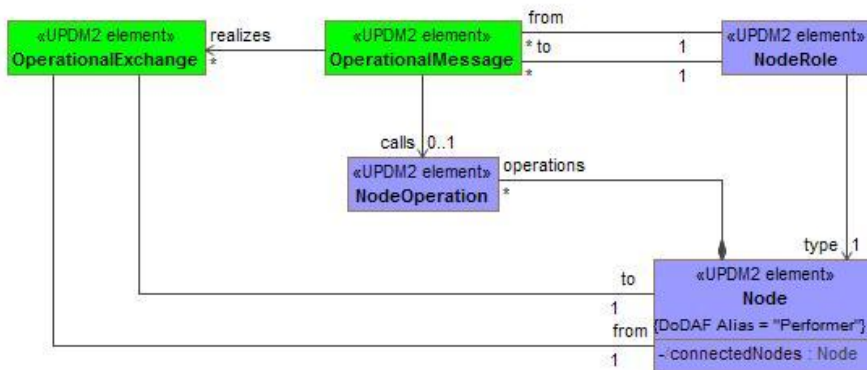 from
«UPDM2 element»
OperationalExchange
realizes
*
«UPDM2 element»
OperationalMessage
* to
*
1
1
«UPDM2 element»
NodeRole
calls 0..1
«UPDM2 element»
NodeOperation
operations
*
type 1
to
1
from
1
«UPDM2 element»
Node
{DoDAF Alias = "Performer"}
-/connectedNodes : Node